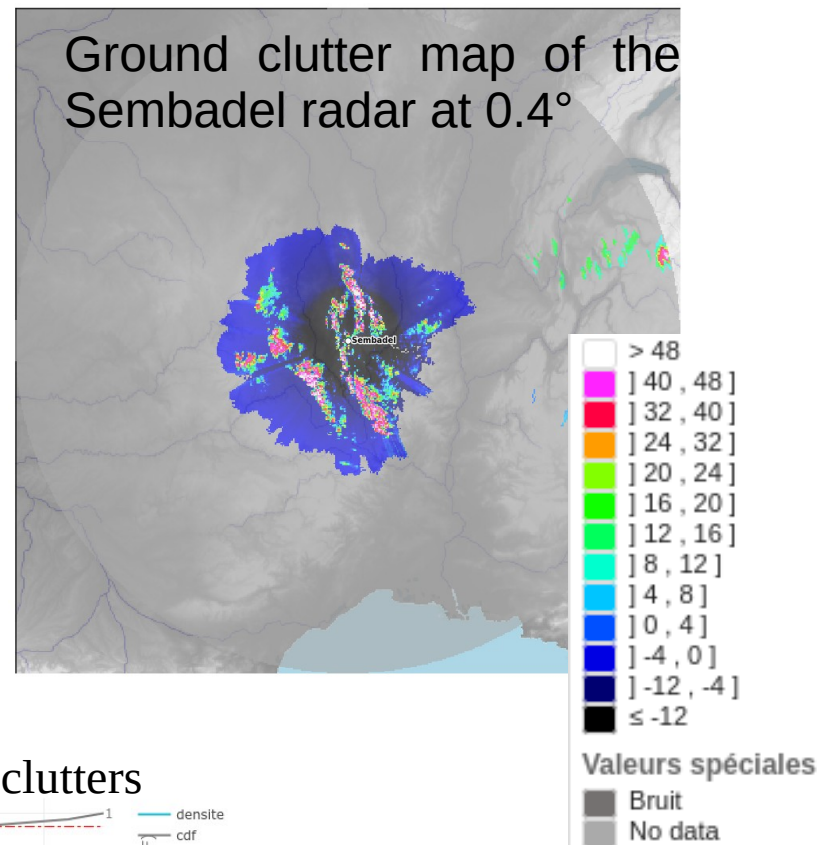 Ground clutter map of the
Sembadel radar at 0.4°
Sembadel
> 48
] 40 , 48 ]
] 32 , 40 ]
] 24 , 32 ]
] 20 , 24 ]
] 16 , 20 ]
] 12 , 16 ]
] 8 , 12 ]
] 4 , 8 ]
] 0 , 4 ]
] -4 , 0 ]
] -12 , -4 ]
≤ -12
Valeurs spéciales
Bruit
No data
clutters
1
densite
cdf